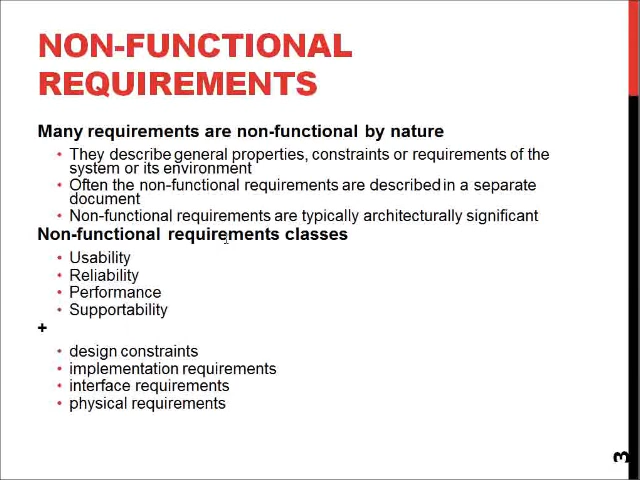 NON-FUNCTIONAL
REQUIREMENTS
Many requirements are non-functional by nature
• They describe general properties, constraints or requirements of the
system or its environment
• Often the non-functional requirements are described in a separate
document
• Non-functional requirements are typically architecturally significant
Non-functional requirements classes
• Usability
• Reliability
• Performance
• Supportability
+
• design constraints
• implementation requirements
• interface requirements
• physical requirements
3